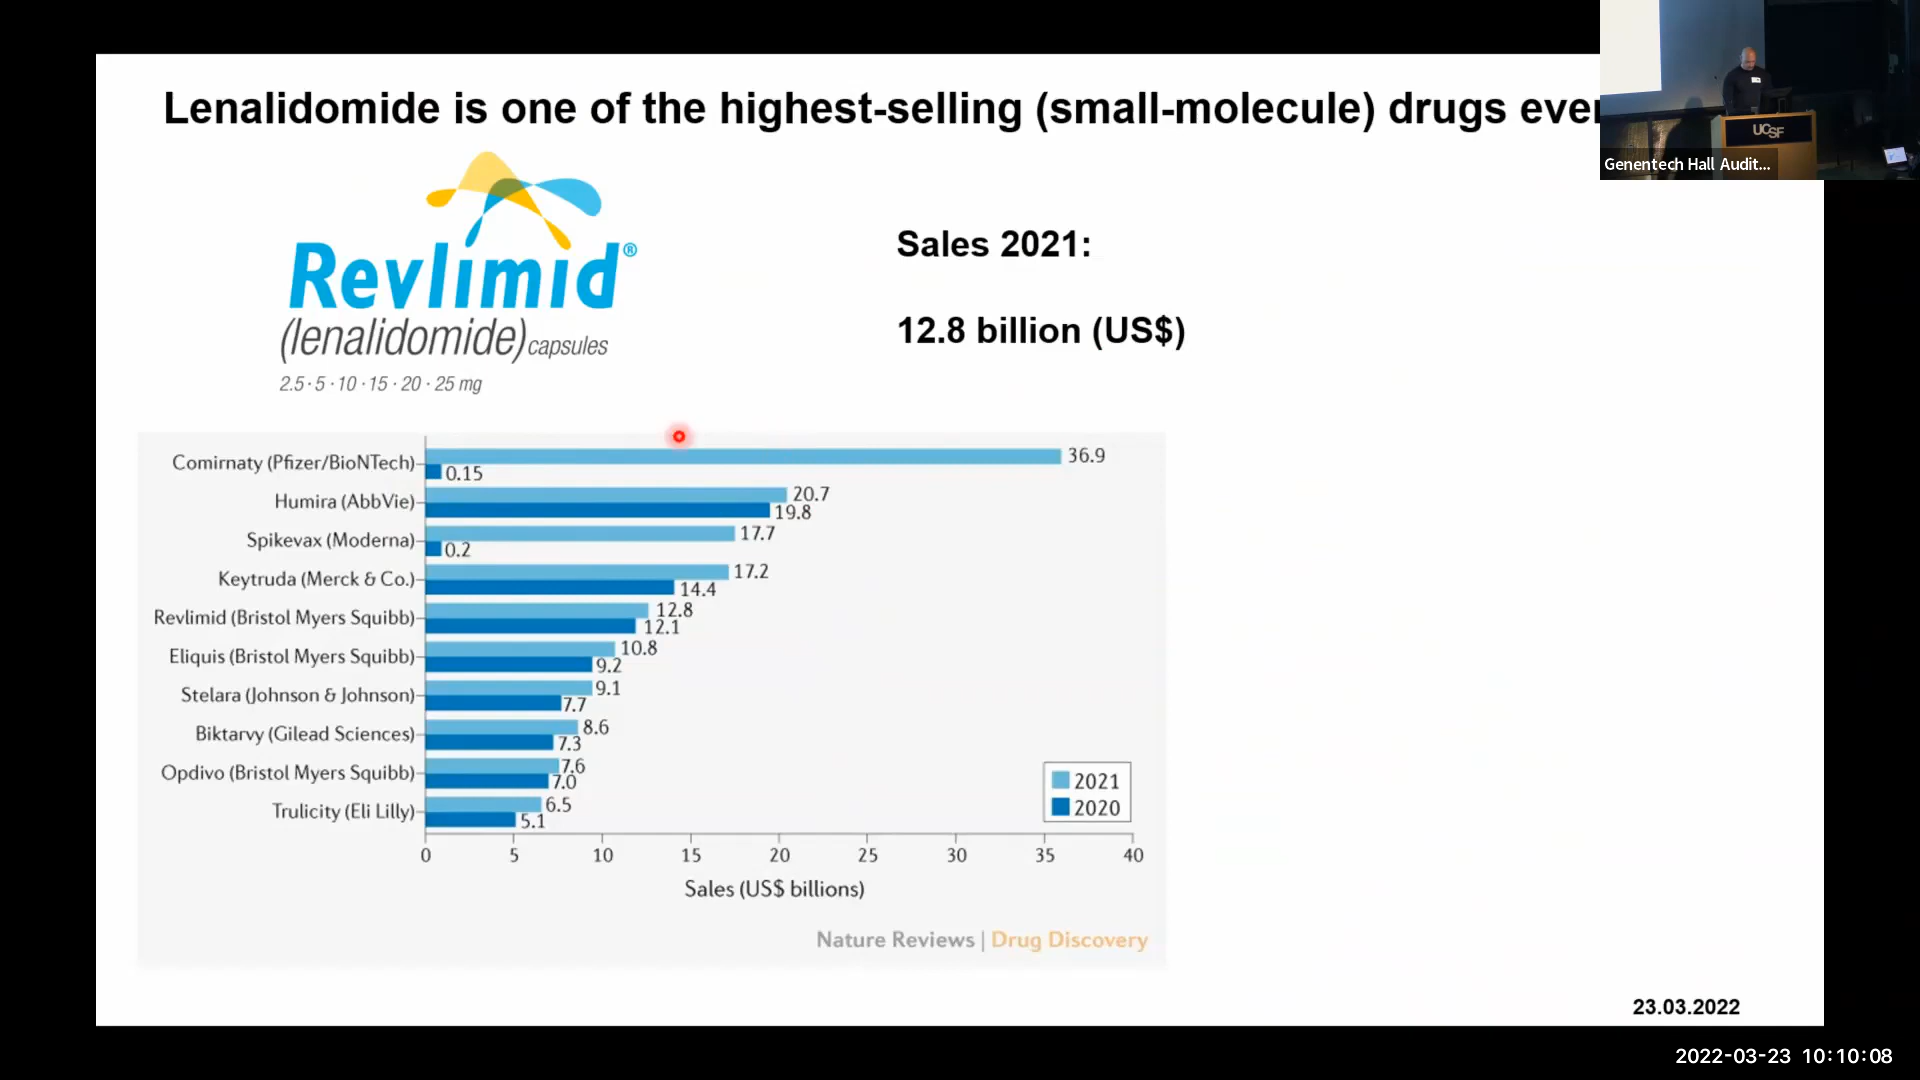 Lenalidomide is one of the highest-selling (small-molecule) drugs ever
UCSF
Genentech Hall Audit...
Revlimid®
(lenalidomide) capsules
2.5 · 5 · 10 · 15 · 20 · 25 mg
Sales 2021:
12.8 billion (US$)
Comirnaty (Pfizer/BioNTech) 36.9
0.15
Humira (AbbVie) 20.7
19.8
Spikevax (Moderna) 17.7
0.2
Keytruda (Merck & Co.) 17.2
14.4
Revlimid (Bristol Myers Squibb) 12.8
12.1
Eliquis (Bristol Myers Squibb) 10.8
9.2
Stelara (Johnson & Johnson) 9.1
7.7
Biktarvy (Gilead Sciences) 8.6
7.3
Opdivo (Bristol Myers Squibb) 7.6
7.0
Trulicity (Eli Lilly) 6.5
5.1
2021
2020
0 5 10 15 20 25 30 35 40
Sales (US$ billions)
Nature Reviews | Drug Discovery
23.03.2022
2022-03-23 10:10:08